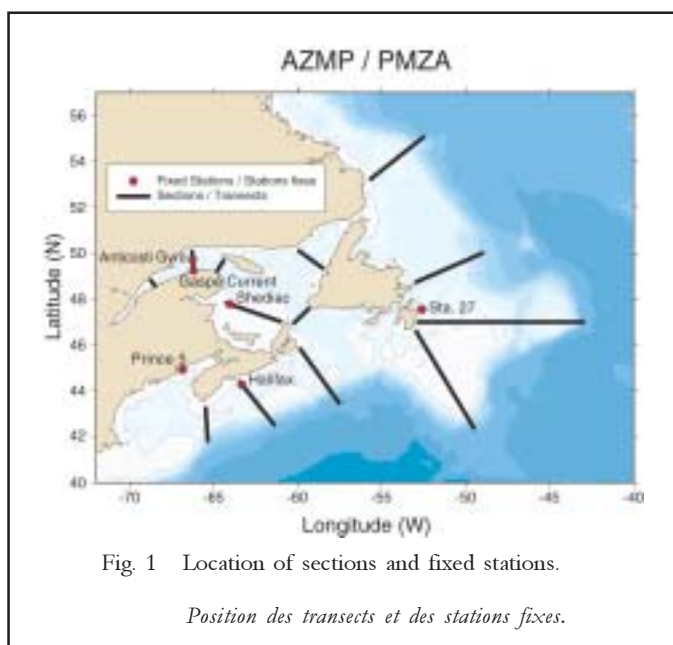 AZMP / PMZA
56
54
52
50
48
46
44
42
40
Latitude (N)
Fixed Stations / Stations fixes
Sections / Transects
Anticosti Gyre
Gaspé Current
Shediac
Sta. 27
Prince 5
Halifax
-70 -65 -60 -55 -50 -45 -40
Longitude (W)
Fig. 1 Location of sections and fixed stations.
Position des transects et des stations fixes.